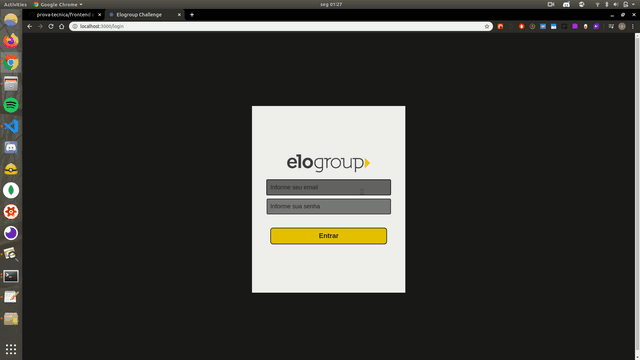 Activities
Google Chrome
seg 01:27
prova-tecnica/frontend
Elogroup Challenge
localhost:3000/login
elogroup
Informe seu email
Informe sua senha
Entrar